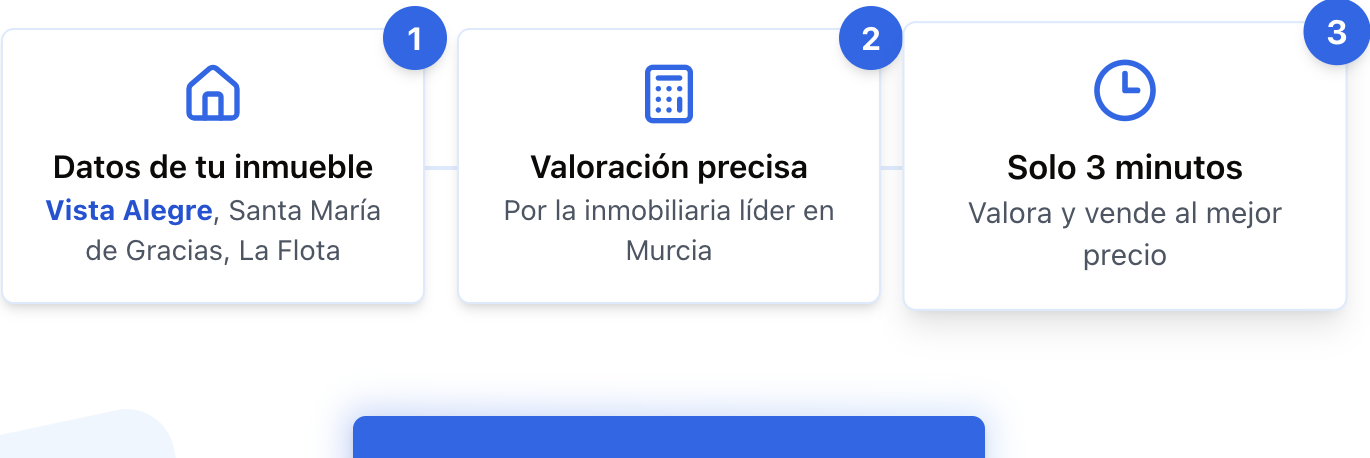 1
Datos de tu inmueble
Vista Alegre, Santa María
de Gracias, La Flota
2
Valoración precisa
Por la inmobiliaria líder en
Murcia
3
Solo 3 minutos
Valora y vende al mejor
precio